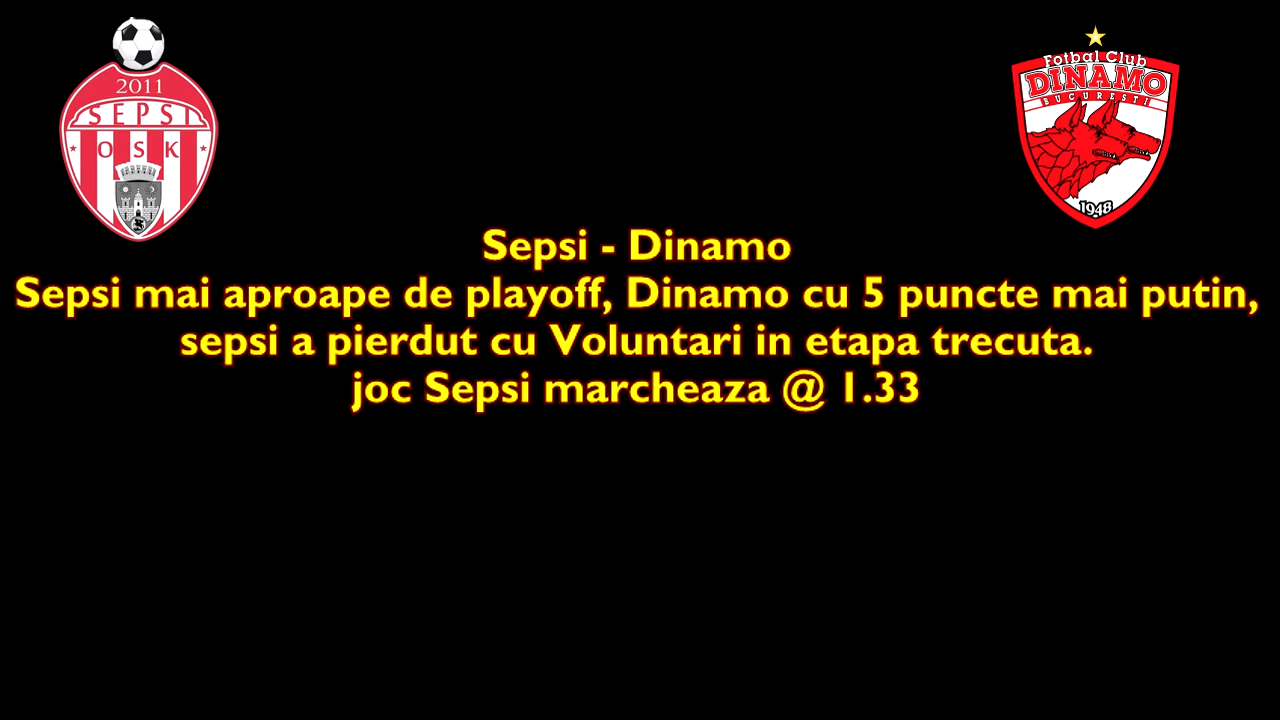 2011
SEPSI
OSK
Fotbal Club
DINAMO
BUCURESTI
1948
Sepsi - Dinamo
Sepsi mai aproape de playoff, Dinamo cu 5 puncte mai putin,
sepsi a pierdut cu Voluntari in etapa trecuta.
joc Sepsi marcheaza @ 1.33